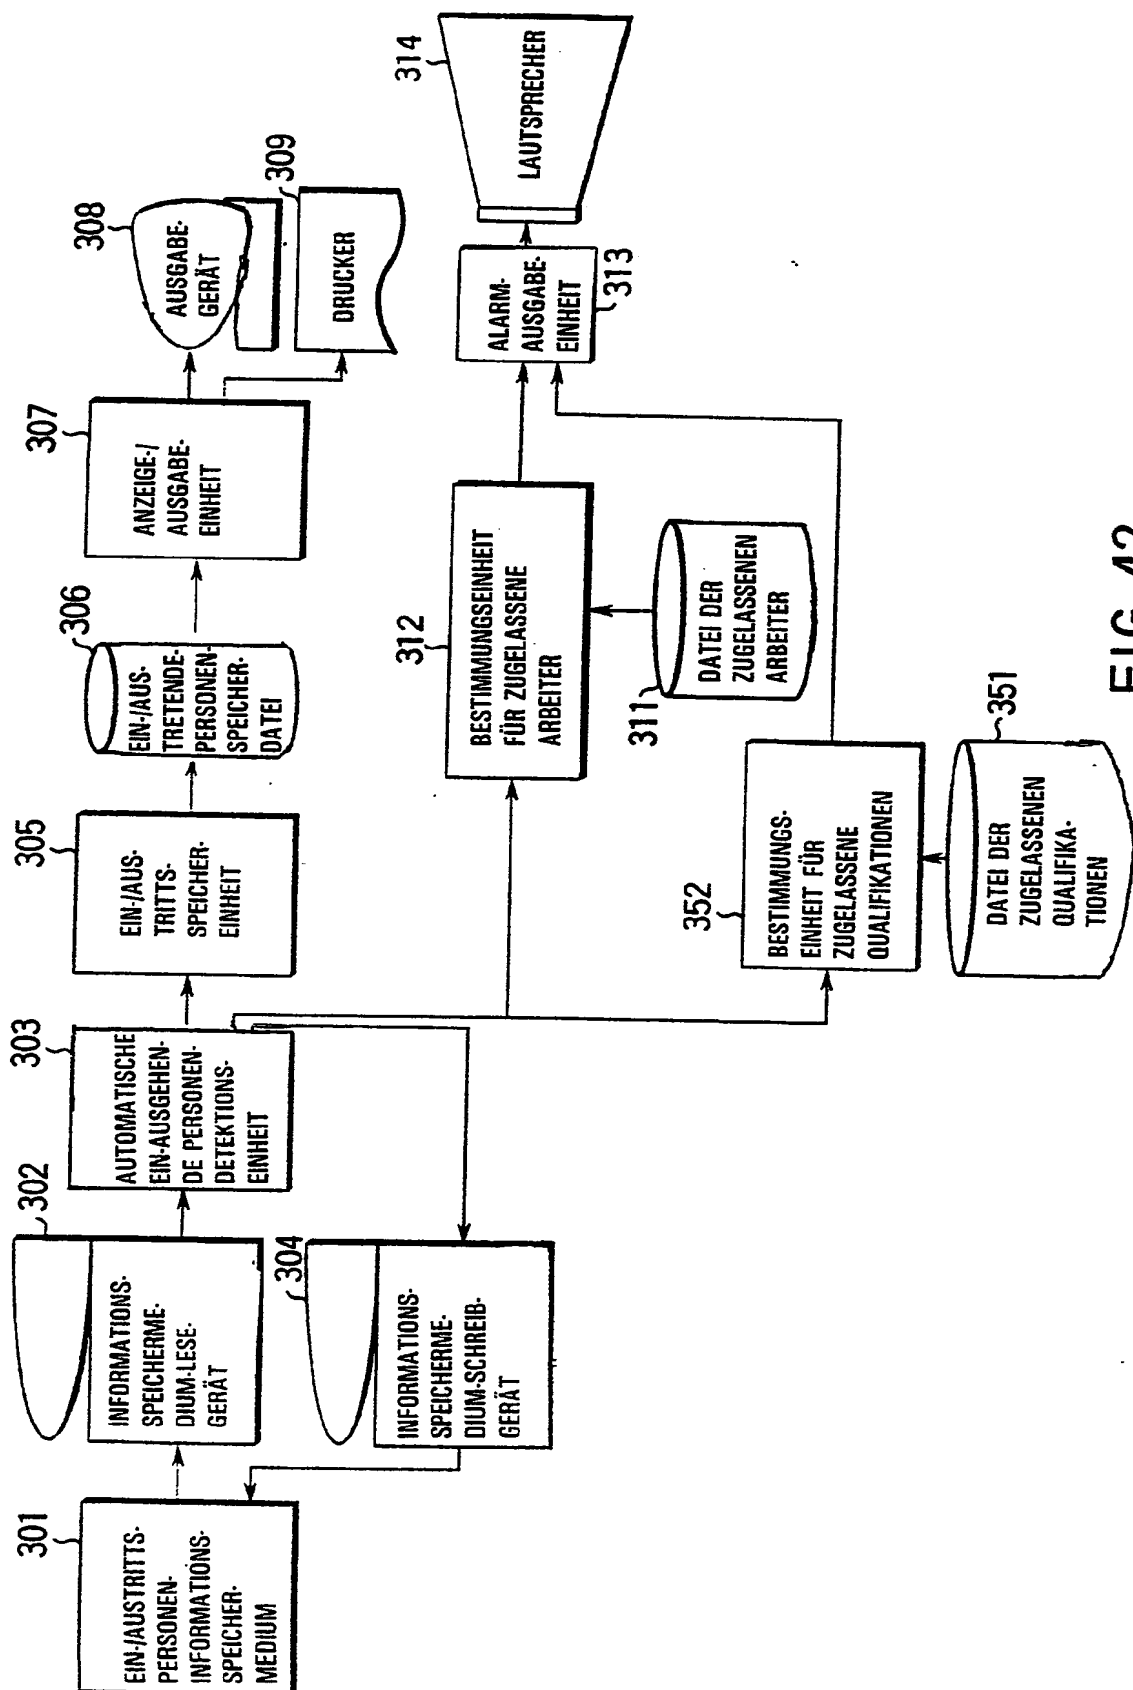 301
EIN-/AUSTRITTS-
PERSONEN-
INFORMATIONS-
SPEICHER-
MEDIUM
302
INFORMATIONS-
SPEICHERME-
DIUM-LESE-
GERÄT
304
INFORMATIONS-
SPEICHERME-
DIUM-SCHREIB-
GERÄT
303
AUTOMATISCHE
EIN-AUSGEHEN-
DE PERSONEN-
DETEKTIONS-
EINHEIT
305
EIN-/AUS-
TRITTS-
SPEICHER-
EINHEIT
306
EIN-/AUS-
TRETENDE-
PERSONEN-
SPEICHER-
DATEI
307
ANZEIGE-/
AUSGABE-
EINHEIT
308
AUSGABE-
GERÄT
309
DRUCKER
312
BESTIMMUNGSEINHEIT
FÜR ZUGELASSENE
ARBEITER
311
DATEI DER
ZUGELASSENEN
ARBEITER
313
ALARM-
AUSGABE-
EINHEIT
314
LAUTSPRECHER
352
BESTIMMUNGS-
EINHEIT FÜR
ZUGELASSENE
QUALIFIKATIONEN
351
DATEI DER
ZUGELASSENEN
QUALIFIKA-
TIONEN
FIG. 42